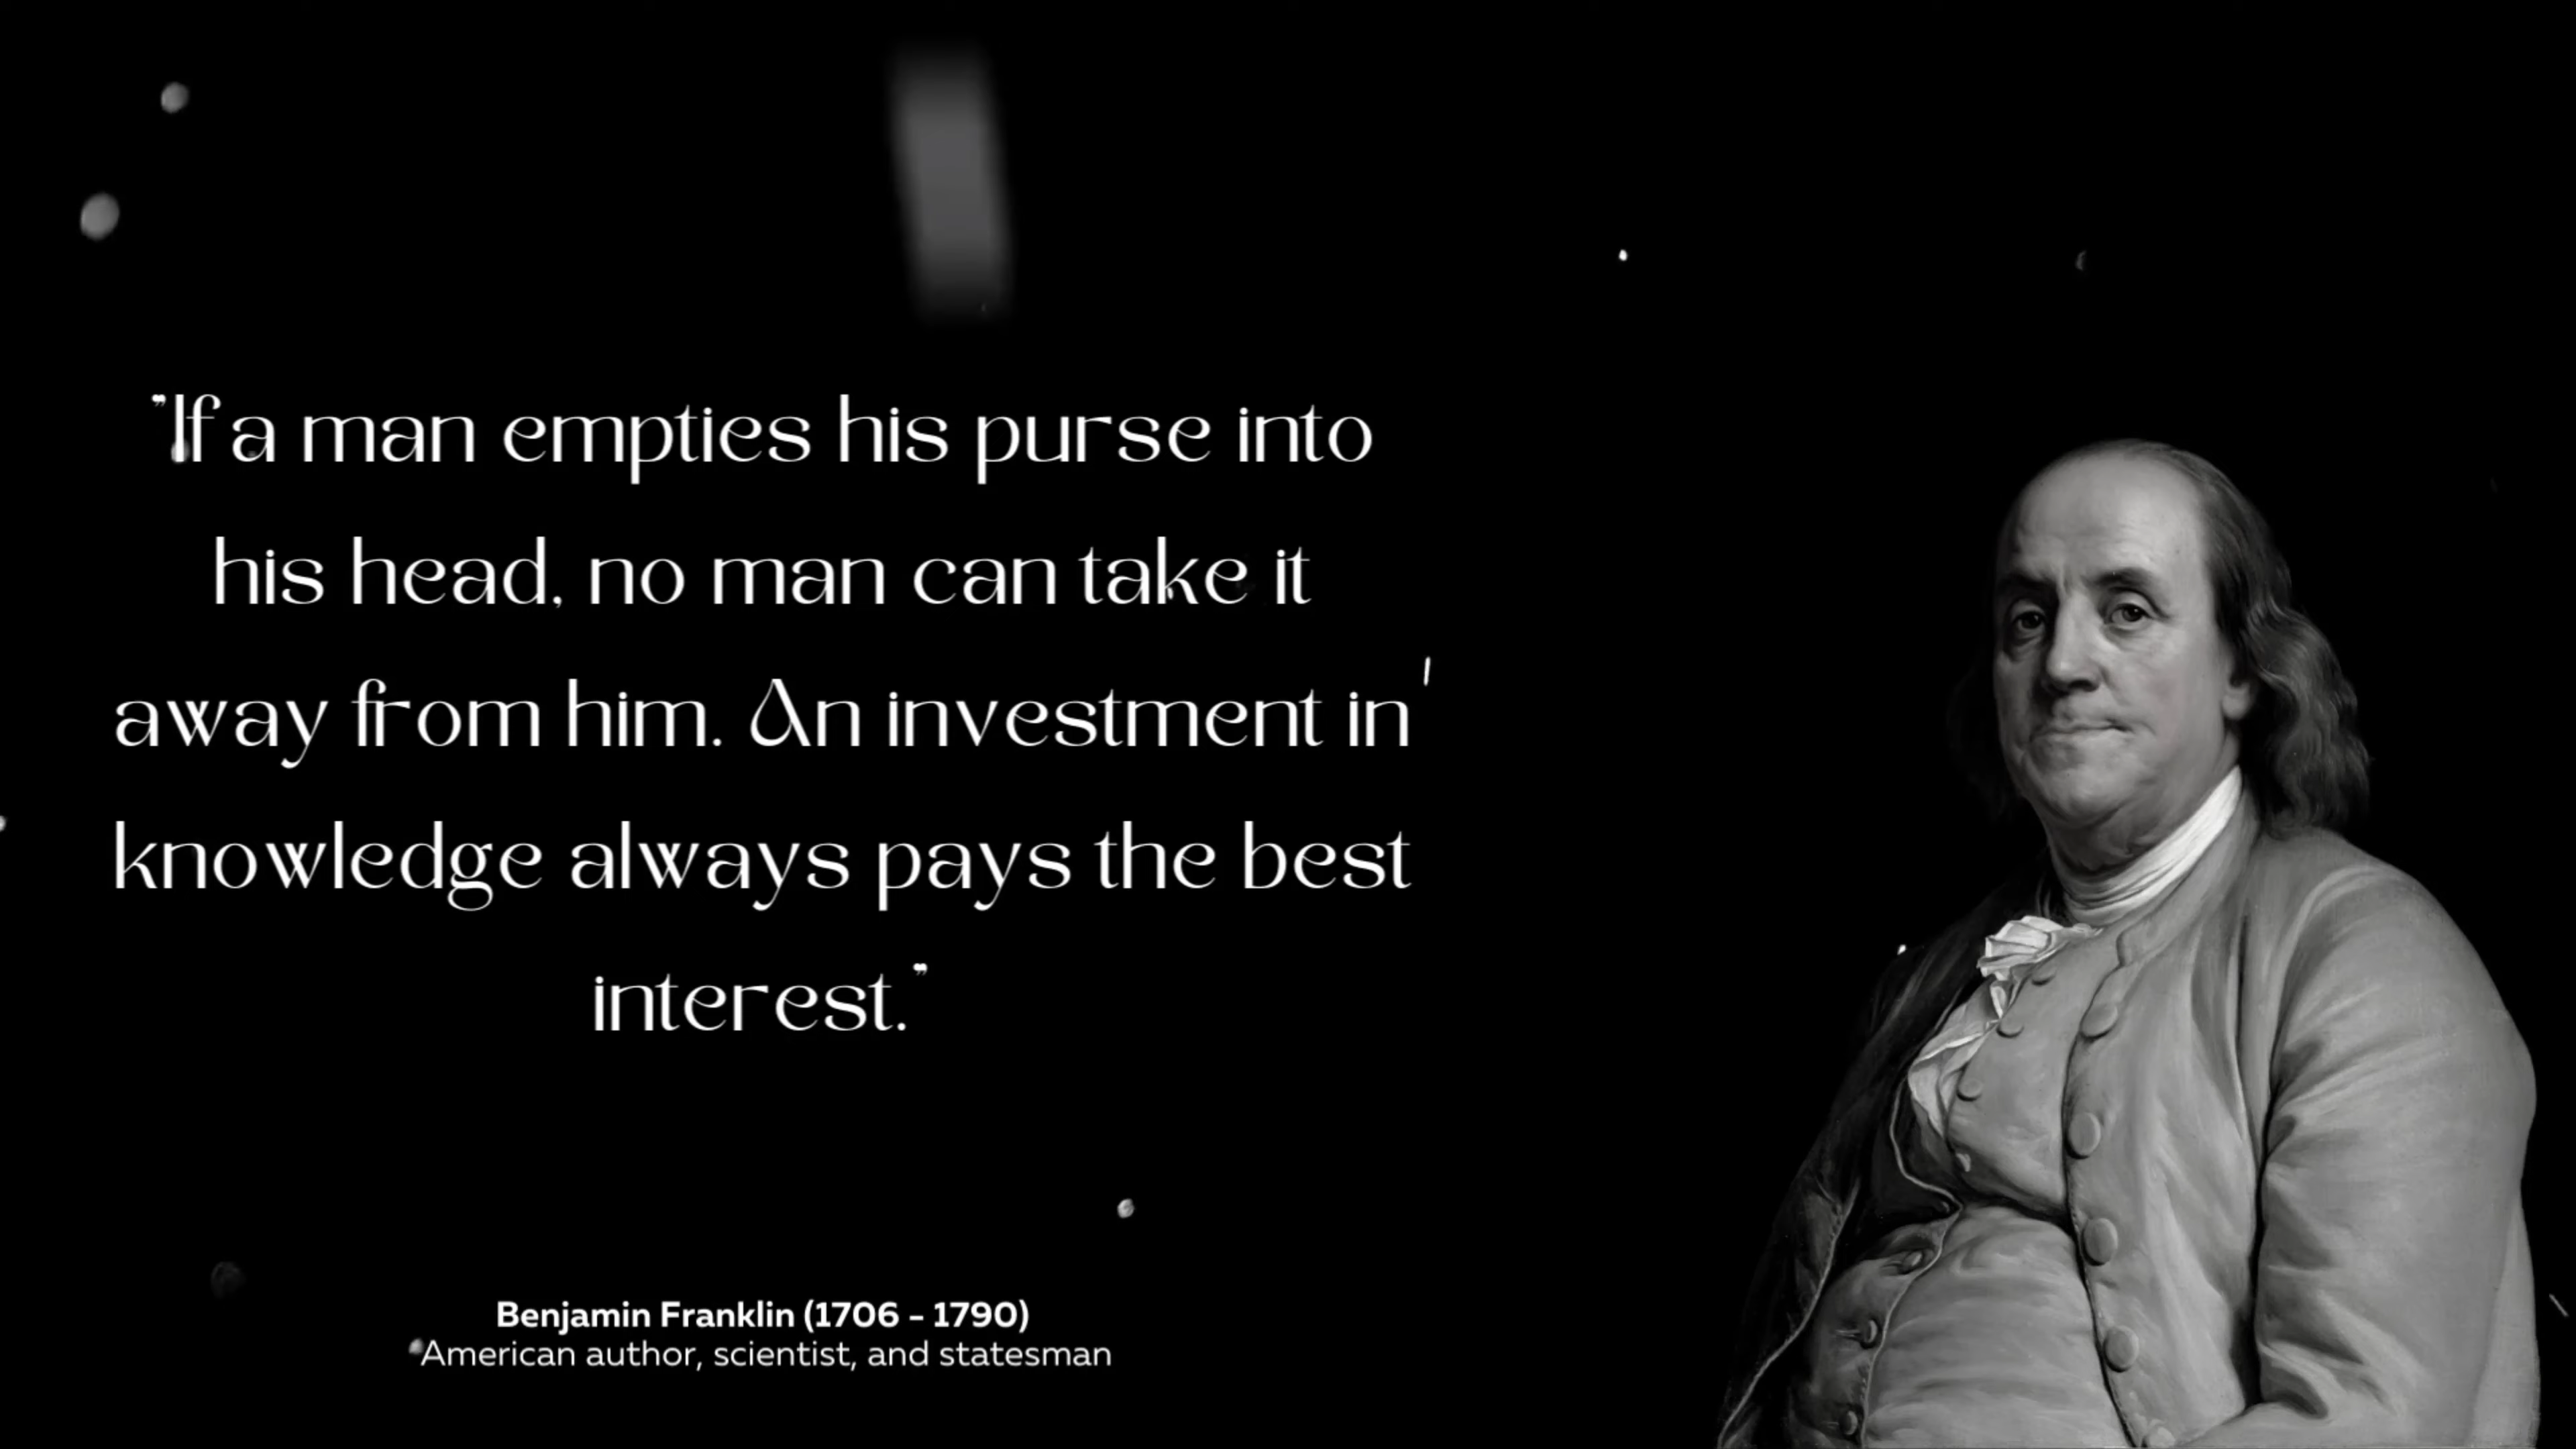 "If a man empties his purse into
his head, no man can take it
away from him. An investment in
knowledge always pays the best
interest."
Benjamin Franklin (1706 - 1790)
American author, scientist, and statesman